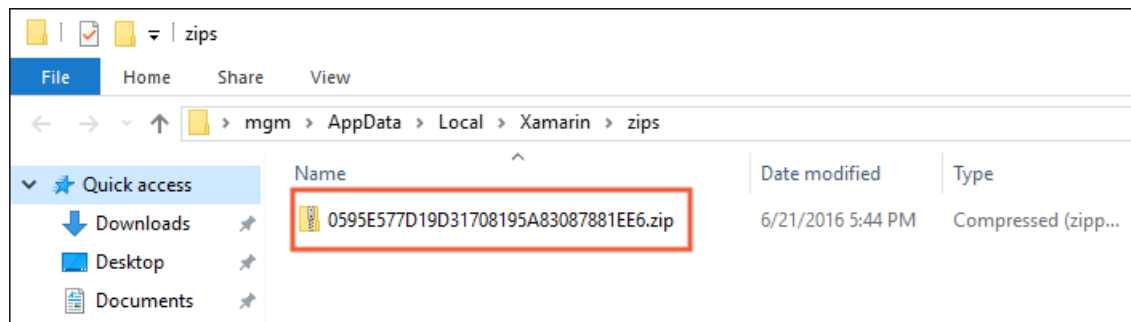 zips
File Home Share View
mgm > AppData > Local > Xamarin > zips
Name Date modified Type
Quick access
0595E577D19D31708195A83087881EE6.zip 6/21/2016 5:44 PM Compressed (zipp...
Downloads
Desktop
Documents